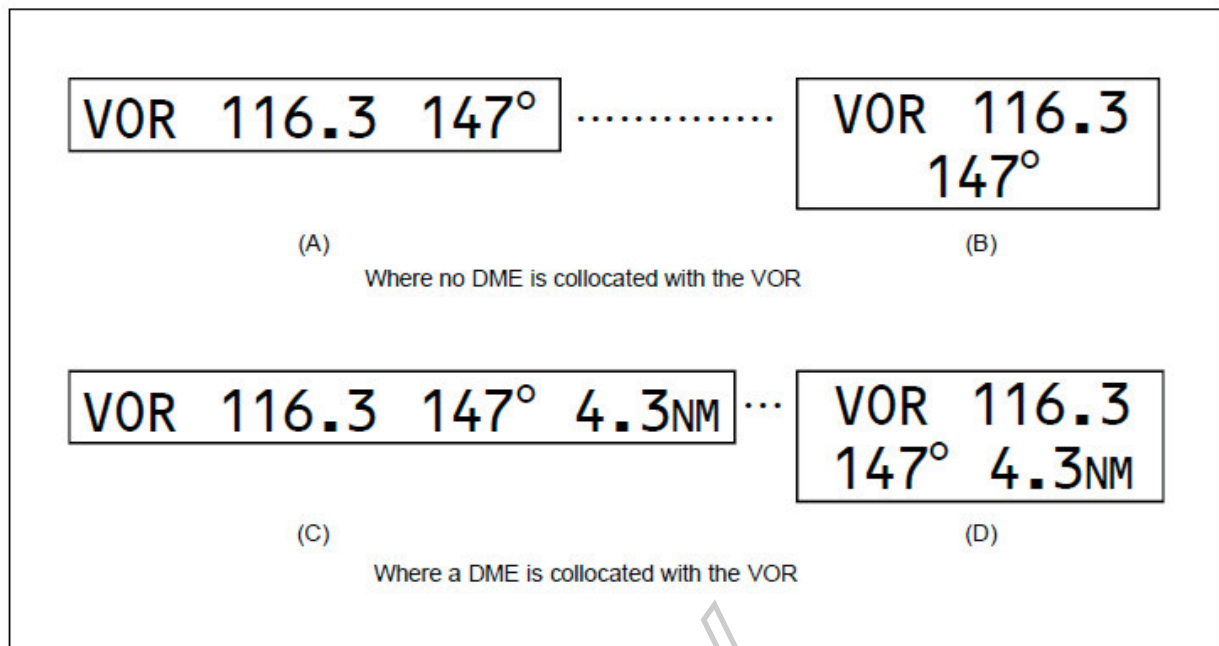 VOR 116.3 147° .............. VOR 116.3
147°
(A) (B)
Where no DME is collocated with the VOR
VOR 116.3 147° 4.3NM ... VOR 116.3
147° 4.3NM
(C) (D)
Where a DME is collocated with the VOR